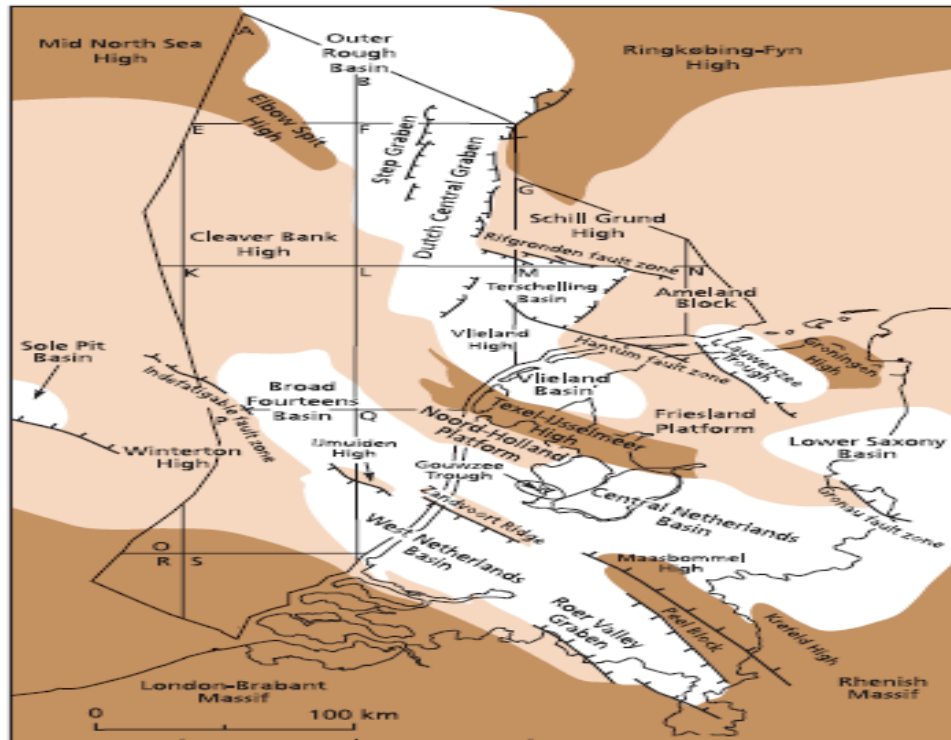 Mid North Sea
High
Outer
Rough
Basin
B
Ringkøbing-Fyn
High
A
Elbow Spit
High
E
F
Step Graben
Dutch Central Graben
G
Schill Grund
High
Cleaver Bank
High
Rifgronden fault zone
K
L
M
N
Terschelling
Basin
Ameland
Block
Vlieland
High
Hantum fault zone
Lauwerszee
Trough
Groningen
High
Sole Pit
Basin
Indefatigable fault zone
Broad
Fourteens
Basin
Vlieland
Basin
P
Q
Texel-IJsselmeer
High
Friesland
Platform
Noord-Holland
Platform
Lower Saxony
Basin
Winterton
High
IJmuiden
High
Gouwzee
Trough
Zandvoort Ridge
Central Netherlands
Basin
Gronau fault zone
West Netherlands
Basin
O
R
S
Maasbommel
High
Roer Valley
Graben
Peel Block
Krefeld High
London-Brabant
Massif
Rhenish
Massif
0
100 km